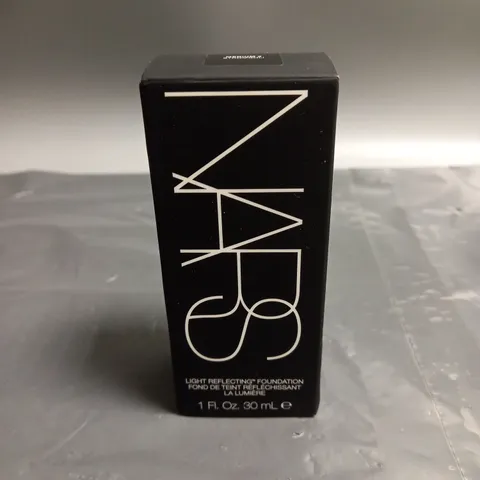 NARS
LIGHT REFLECTING™ FOUNDATION
FOND DE TEINT RÉFLÉCHISSANT
LA LUMIÈRE
1 FL. OZ. 30 mL ℮